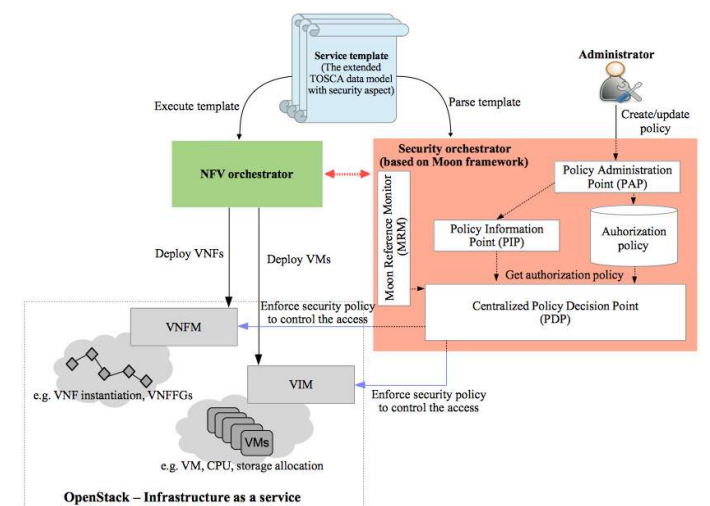 Service template
(The extended
TOSCA data model
with security aspect)
Administrator
Execute template
Parse template
Create/update
policy
NFV orchestrator
Security orchestrator
(based on Moon framework)
Moon Reference Monitor
(MRM)
Policy Administration
Point (PAP)
Policy Information
Point (PIP)
Auhorization
policy
Get authorization policy
Centralized Policy Decision Point
(PDP)
Deploy VNFs
Deploy VMs
Enforce security policy
to control the access
VNFM
e.g. VNF instantiation, VNFFGs
VIM
Enforce security policy
to control the access
VMs
e.g. VM, CPU, storage allocation
OpenStack – Infrastructure as a service